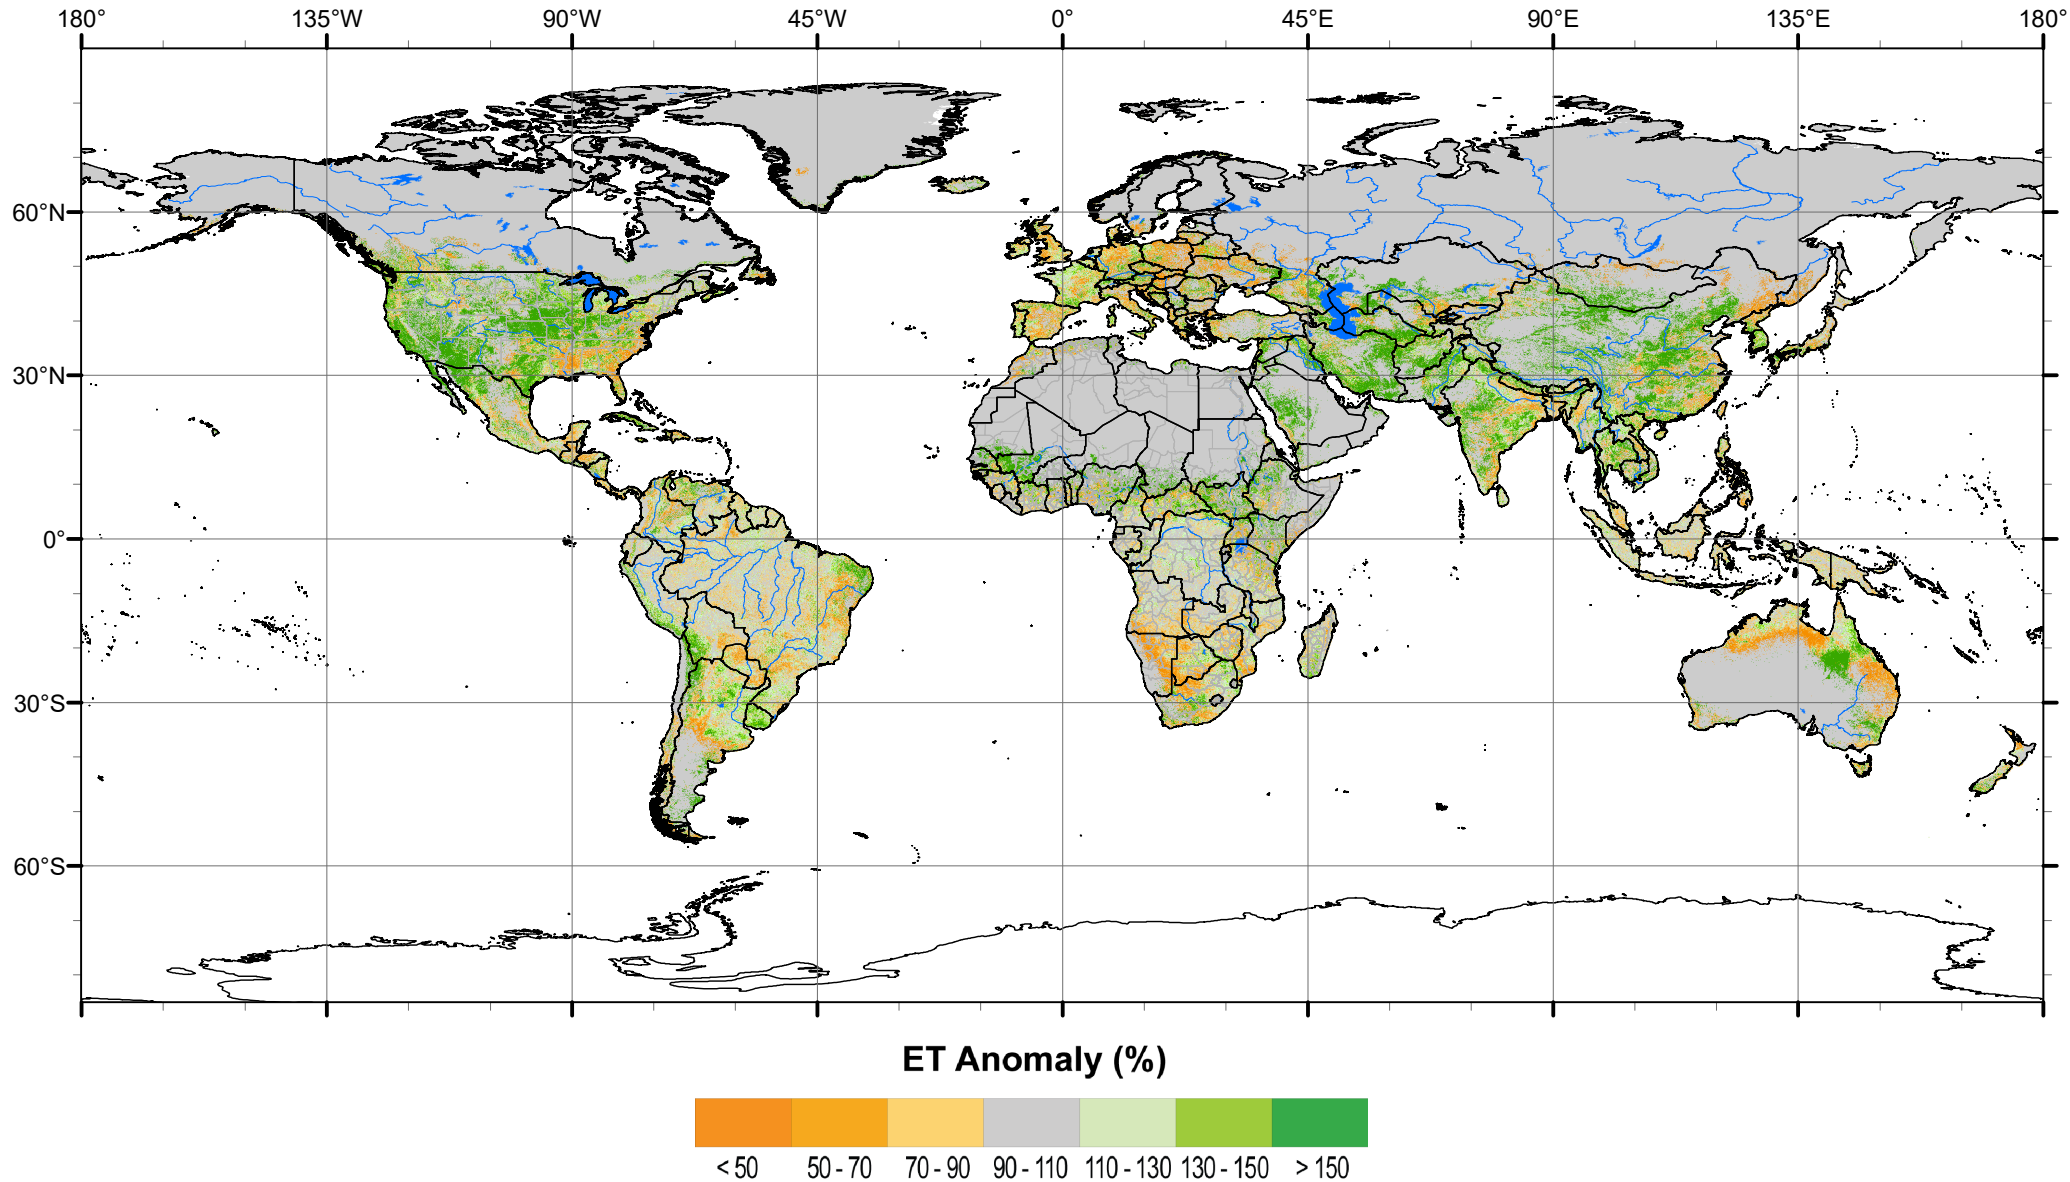 180° 135°W 90°W 45°W 0° 45°E 90°E 135°E 180°
60°N
30°N
0°
30°S
60°S
ET Anomaly (%)
< 50 50 - 70 70 - 90 90 - 110 110 - 130 130 - 150 > 150